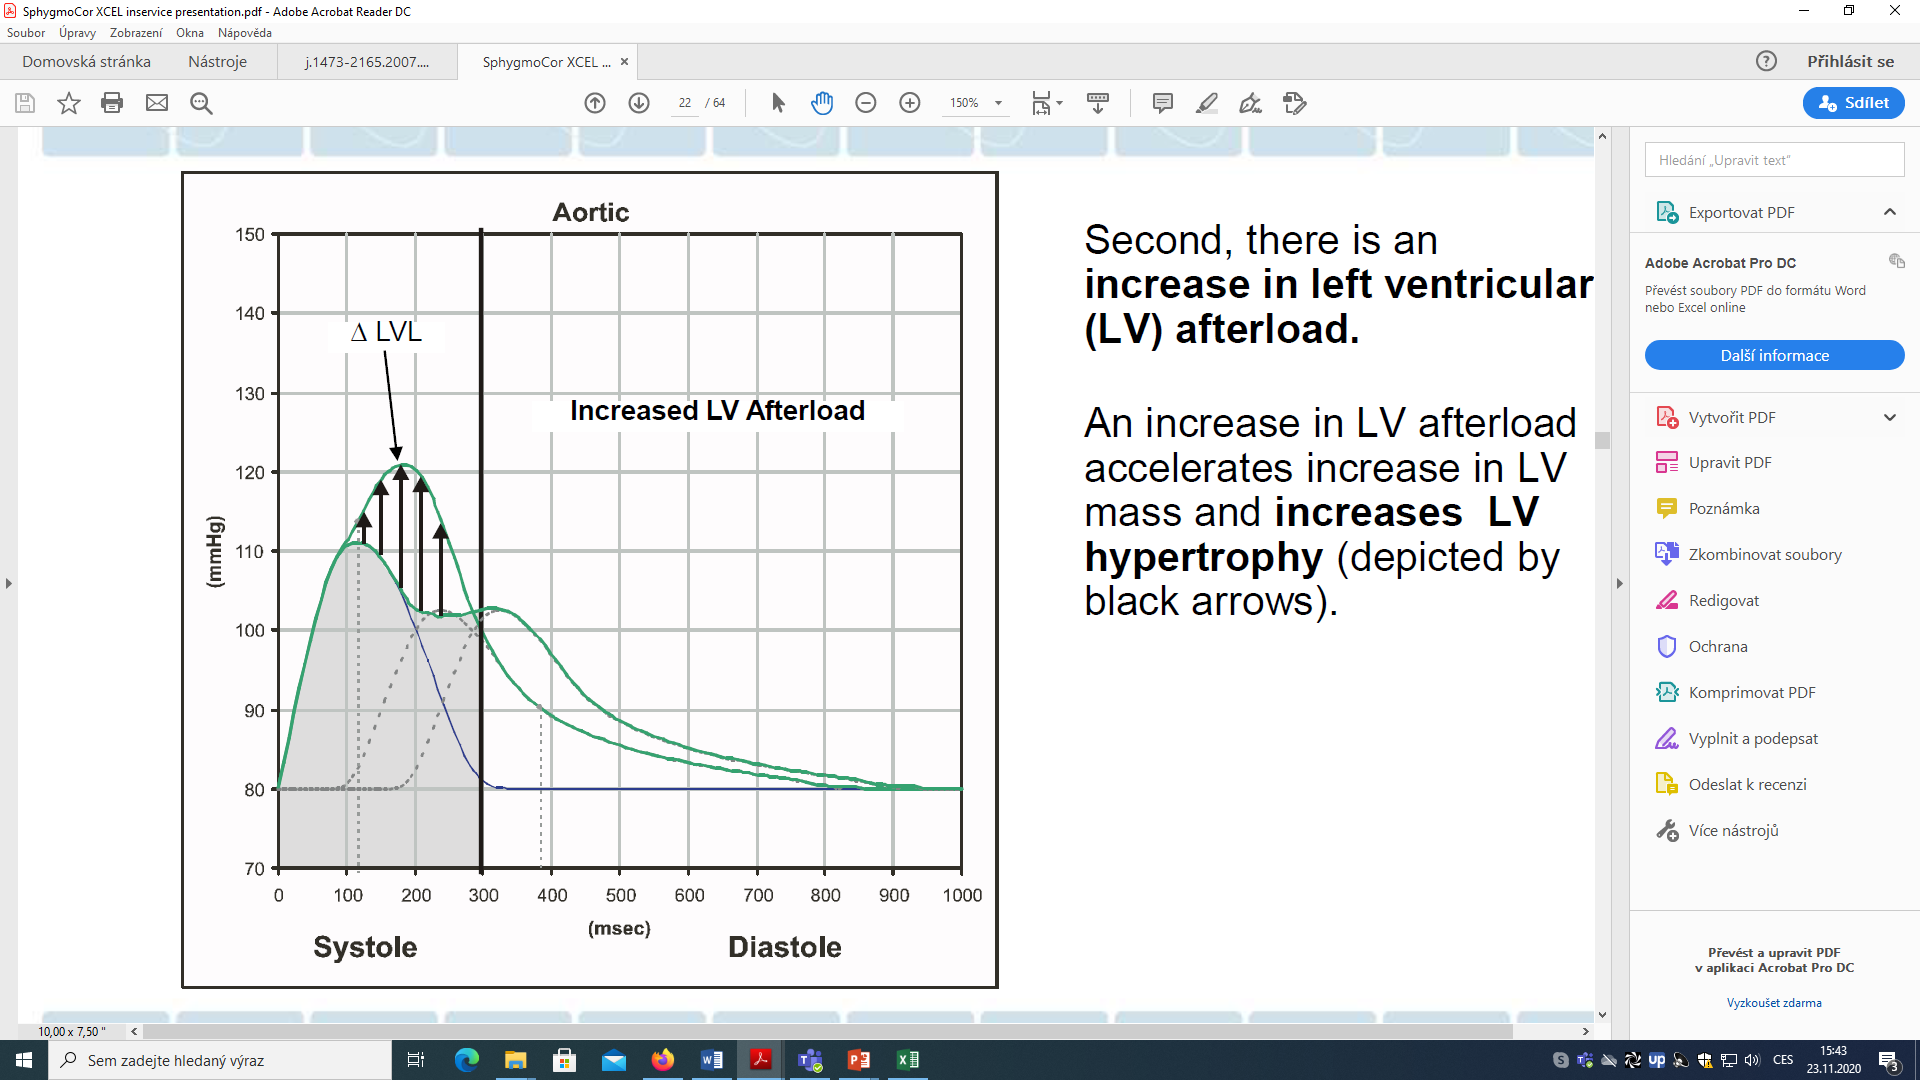 SphygmoCor XCEL inservice presentation.pdf - Adobe Acrobat Reader DC
Soubor Úpravy Zobrazení Okna Nápověda
Domovská stránka Nástroje j.1473-2165.2007.... SphygmoCor XCEL ... × Přihlásit se
22 / 64 150% Sdílet
Hledání „Upravit text"
Exportovat PDF
Adobe Acrobat Pro DC
Převést soubory PDF do formátu Word
nebo Excel online
Další informace
Vytvořit PDF
Upravit PDF
Poznámka
Zkombinovat soubory
Redigovat
Ochrana
Komprimovat PDF
Vyplnit a podepsat
Odeslat k recenzi
Více nástrojů
Převést a upravit PDF
v aplikaci Acrobat Pro DC
Vyzkoušet zdarma
Aortic
150
140
130
120
110
100
90
80
70
(mmHg)
Δ LVL
Increased LV Afterload
0 100 200 300 400 500 600 700 800 900 1000
(msec)
Systole Diastole
Second, there is an
increase in left ventricular
(LV) afterload.
An increase in LV afterload
accelerates increase in LV
mass and increases LV
hypertrophy (depicted by
black arrows).
10,00 x 7,50 "
Sem zadejte hledaný výraz
CES
15:43
23.11.2020
3